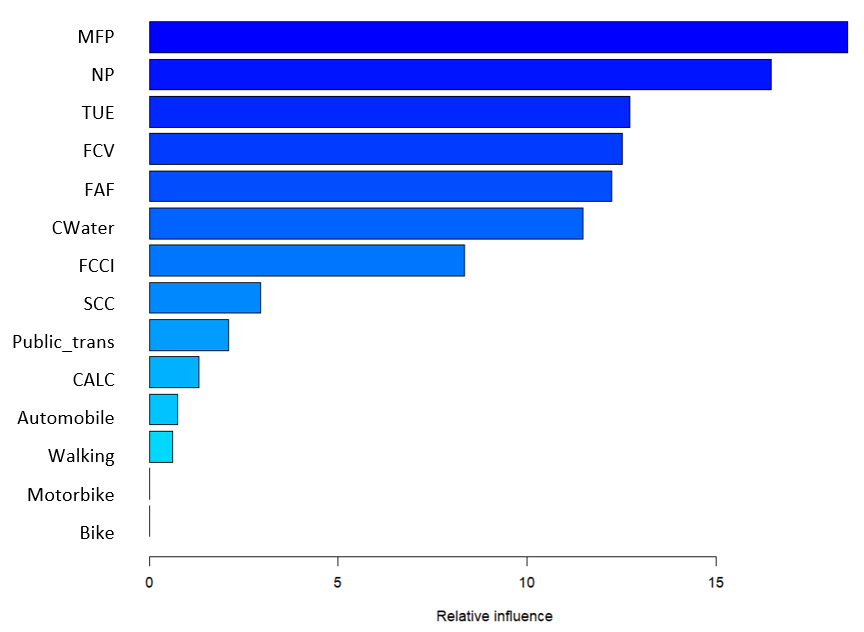 MFP
NP
TUE
FCV
FAF
CWater
FCCI
SCC
Public_trans
CALC
Automobile
Walking
Motorbike
Bike
0 5 10 15
Relative influence